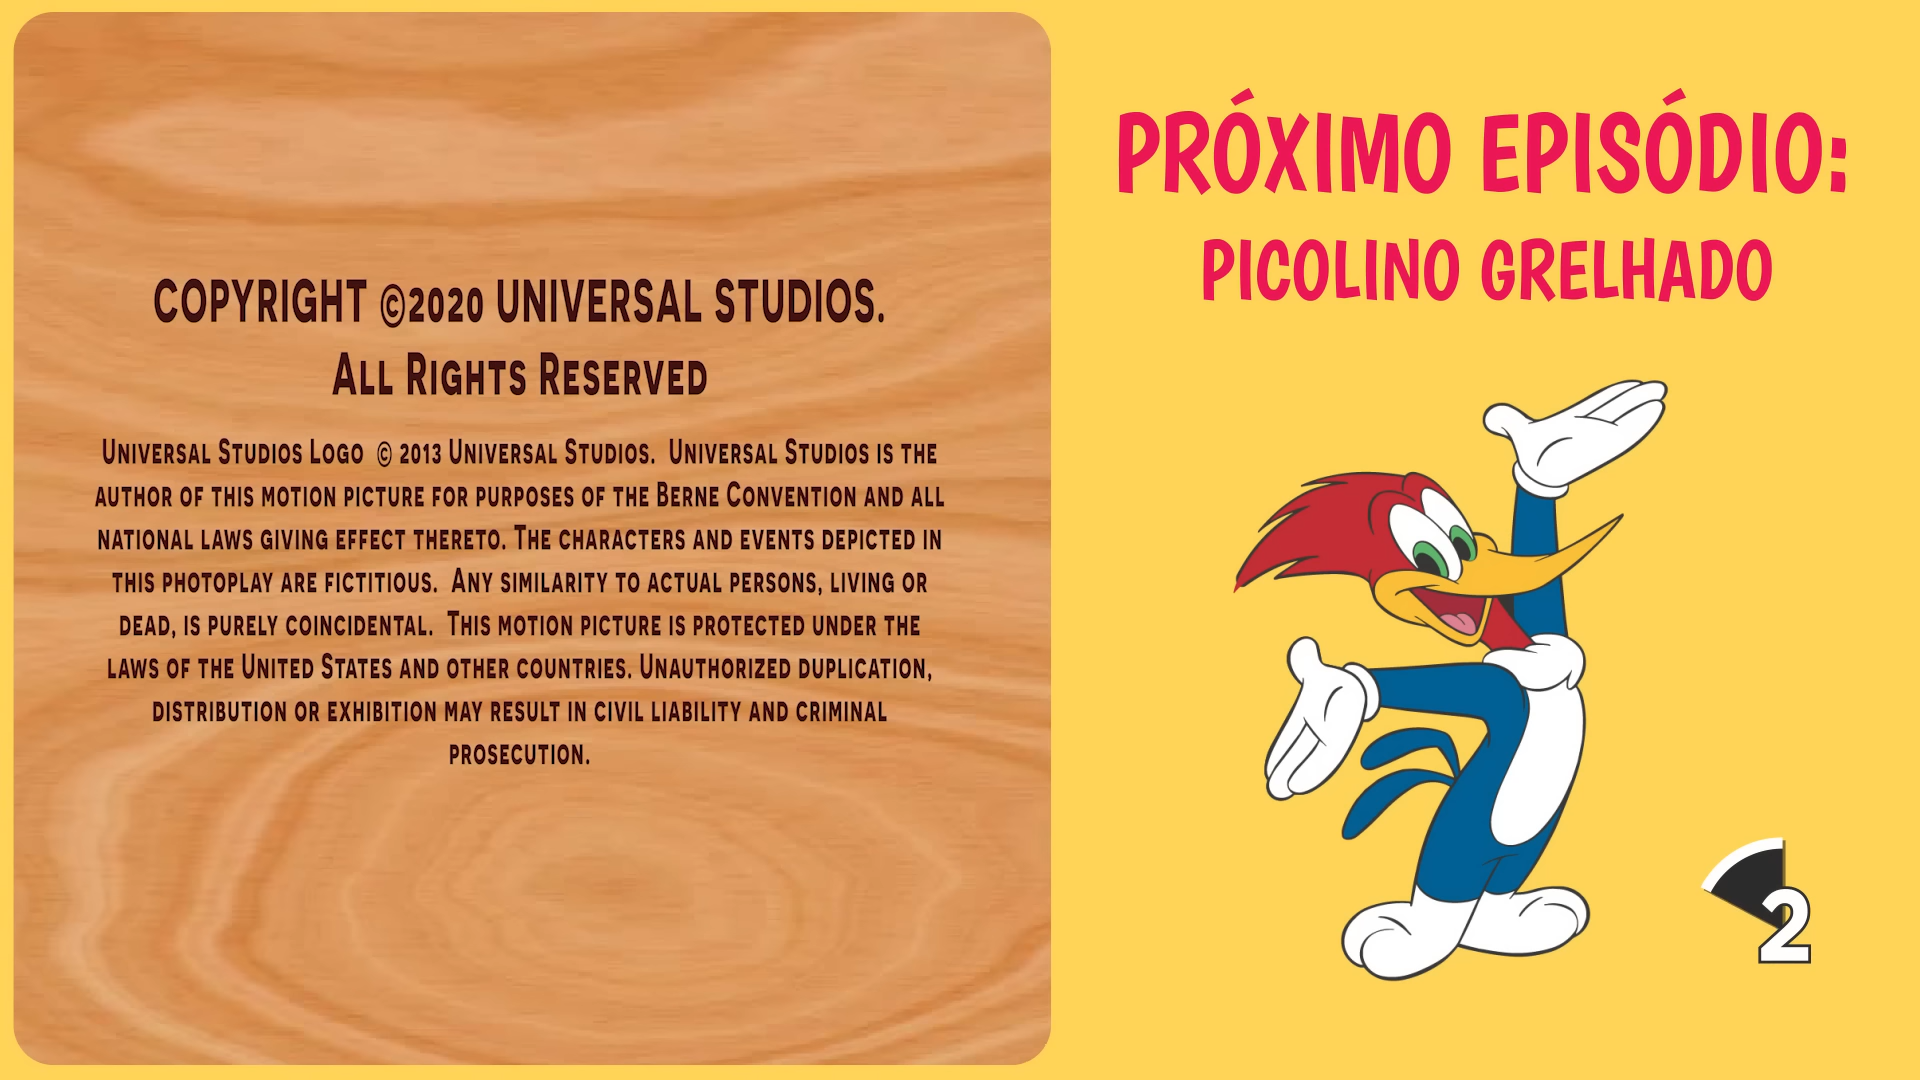 COPYRIGHT ©2020 UNIVERSAL STUDIOS.
ALL RIGHTS RESERVED
UNIVERSAL STUDIOS LOGO © 2013 UNIVERSAL STUDIOS. UNIVERSAL STUDIOS IS THE
AUTHOR OF THIS MOTION PICTURE FOR PURPOSES OF THE BERNE CONVENTION AND ALL
NATIONAL LAWS GIVING EFFECT THERETO. THE CHARACTERS AND EVENTS DEPICTED IN
THIS PHOTOPLAY ARE FICTITIOUS. ANY SIMILARITY TO ACTUAL PERSONS, LIVING OR
DEAD, IS PURELY COINCIDENTAL. THIS MOTION PICTURE IS PROTECTED UNDER THE
LAWS OF THE UNITED STATES AND OTHER COUNTRIES. UNAUTHORIZED DUPLICATION,
DISTRIBUTION OR EXHIBITION MAY RESULT IN CIVIL LIABILITY AND CRIMINAL
PROSECUTION.
PRÓXIMO EPISÓDIO:
PICOLINO GRELHADO
2